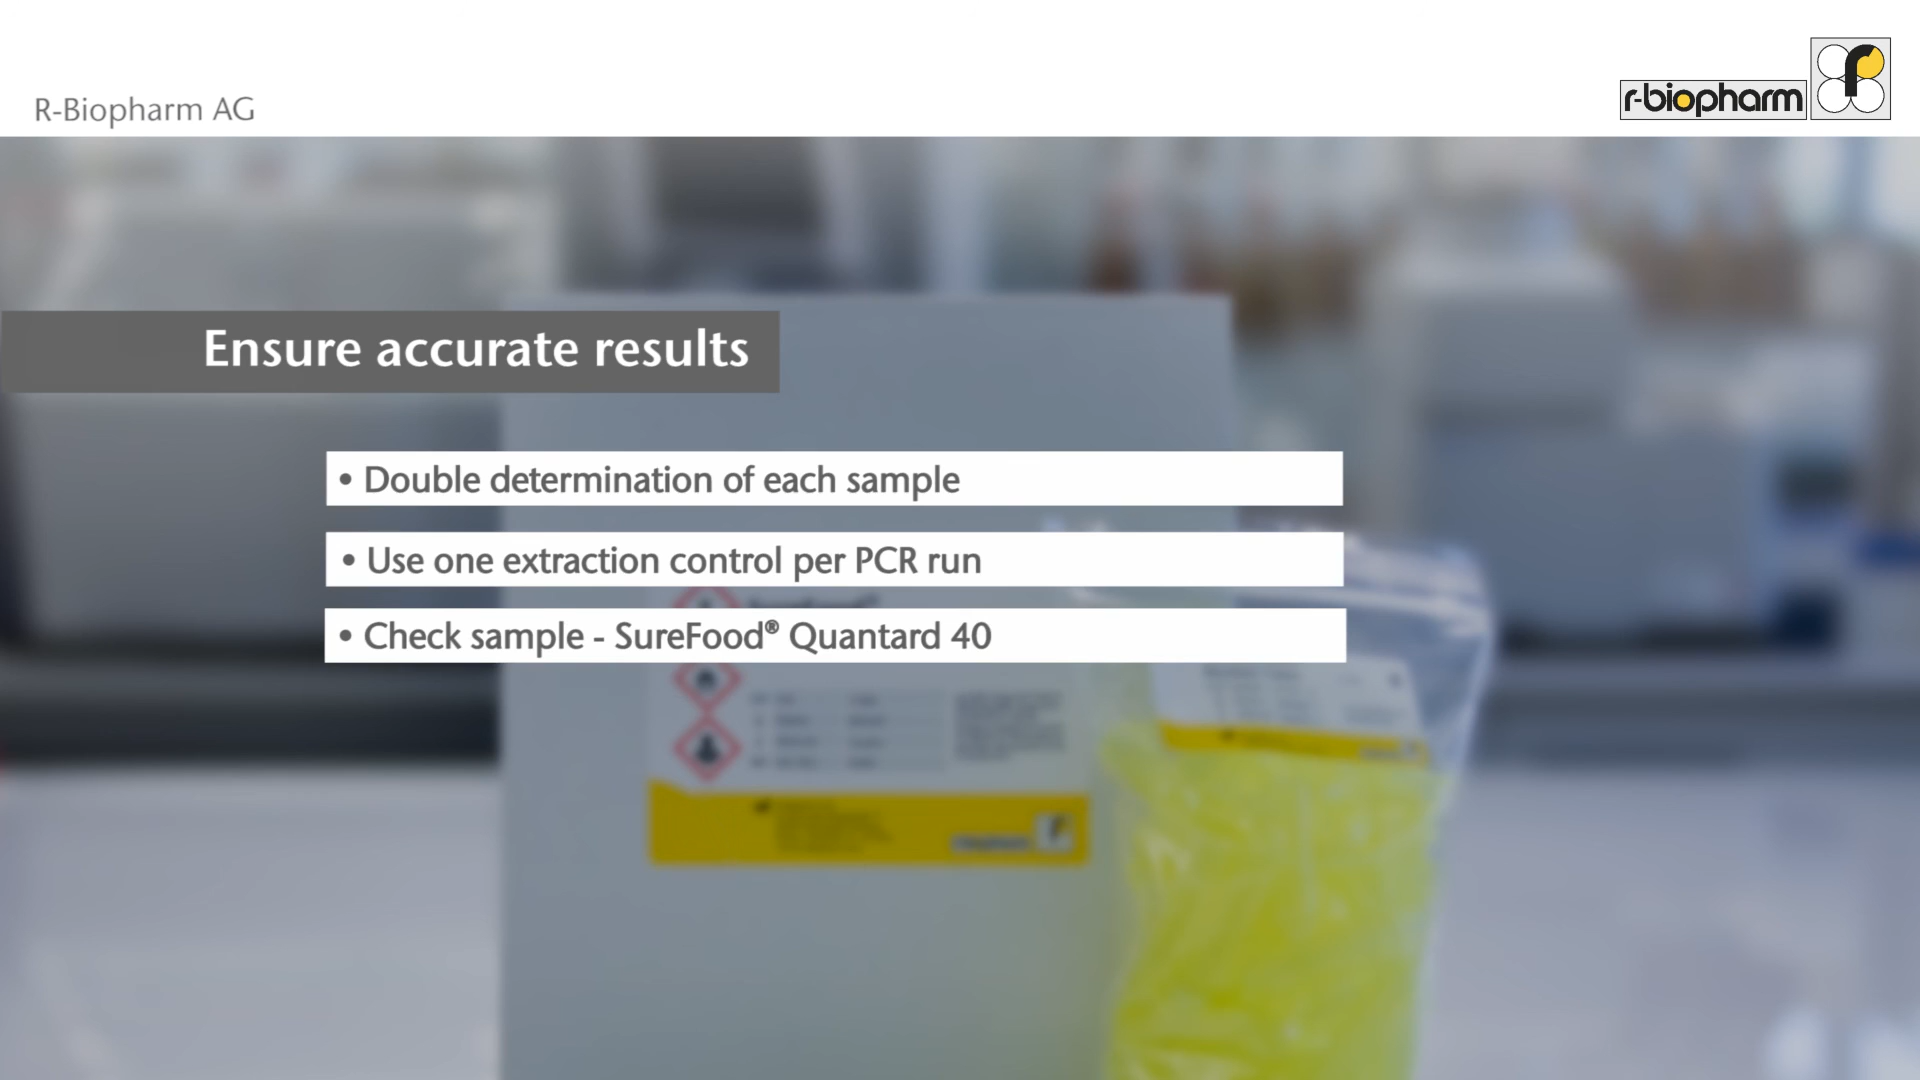 R-Biopharm AG
r-biopharm
Ensure accurate results
• Double determination of each sample
• Use one extraction control per PCR run
• Check sample - SureFood® Quantard 40